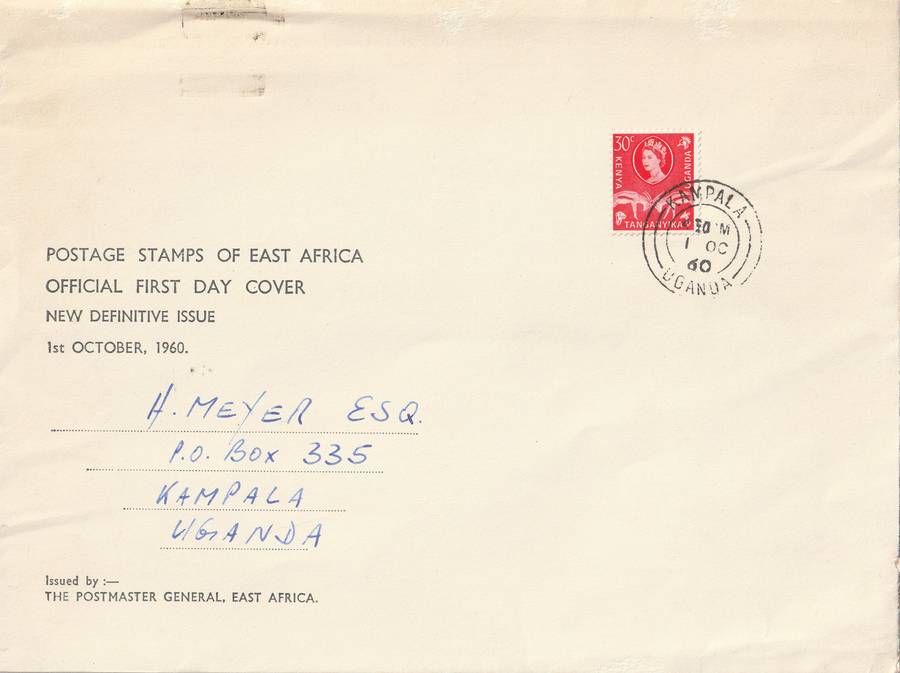 30c
KENYA
UGANDA
TANGANYIKA
KAMPALA
1 OC
60
UGANDA
POSTAGE STAMPS OF EAST AFRICA
OFFICIAL FIRST DAY COVER
NEW DEFINITIVE ISSUE
1st OCTOBER, 1960.
H. MEYER ESQ.
P.O. BOX 335
KAMPALA
UGANDA
Issued by :—
THE POSTMASTER GENERAL, EAST AFRICA.